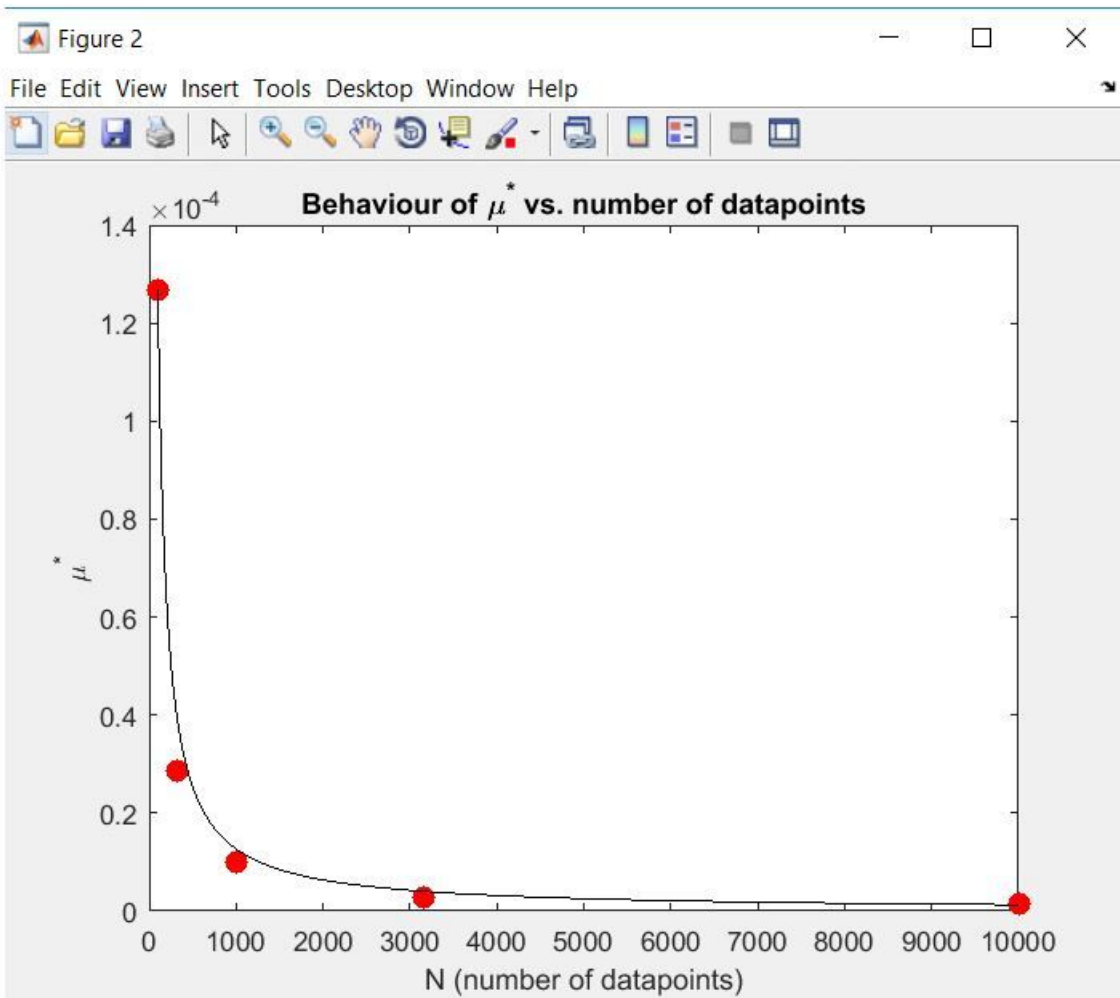 Figure 2
File Edit View Insert Tools Desktop Window Help
×10⁻⁴
Behaviour of μ* vs. number of datapoints
1.4
1.2
1
0.8
0.6
0.4
0.2
0
μ*
0 1000 2000 3000 4000 5000 6000 7000 8000 9000 10000
N (number of datapoints)